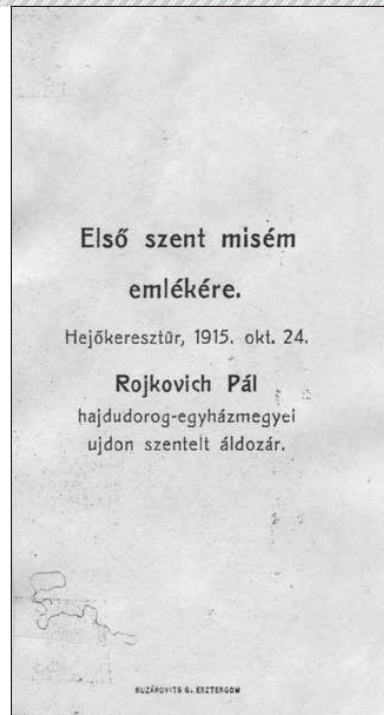 Első szent misém
emlékére.
Hejőkeresztúr, 1915. okt. 24.
Rojkovich Pál
hajdudorog-egyházmegyei
ujdon szentelt áldozár.
BUZÁROVITS G. ESZTERGOM